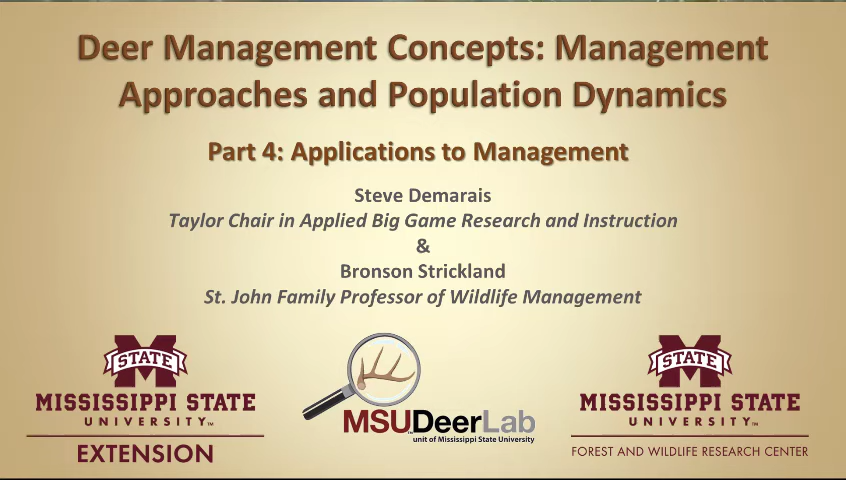 Deer Management Concepts: Management
Approaches and Population Dynamics
Part 4: Applications to Management
Steve Demarais
Taylor Chair in Applied Big Game Research and Instruction
&
Bronson Strickland
St. John Family Professor of Wildlife Management
STATE
MISSISSIPPI STATE
UNIVERSITY™
EXTENSION
MSUDeerLab
unit of Mississippi State University
STATE
MISSISSIPPI STATE
UNIVERSITY™
FOREST AND WILDLIFE RESEARCH CENTER